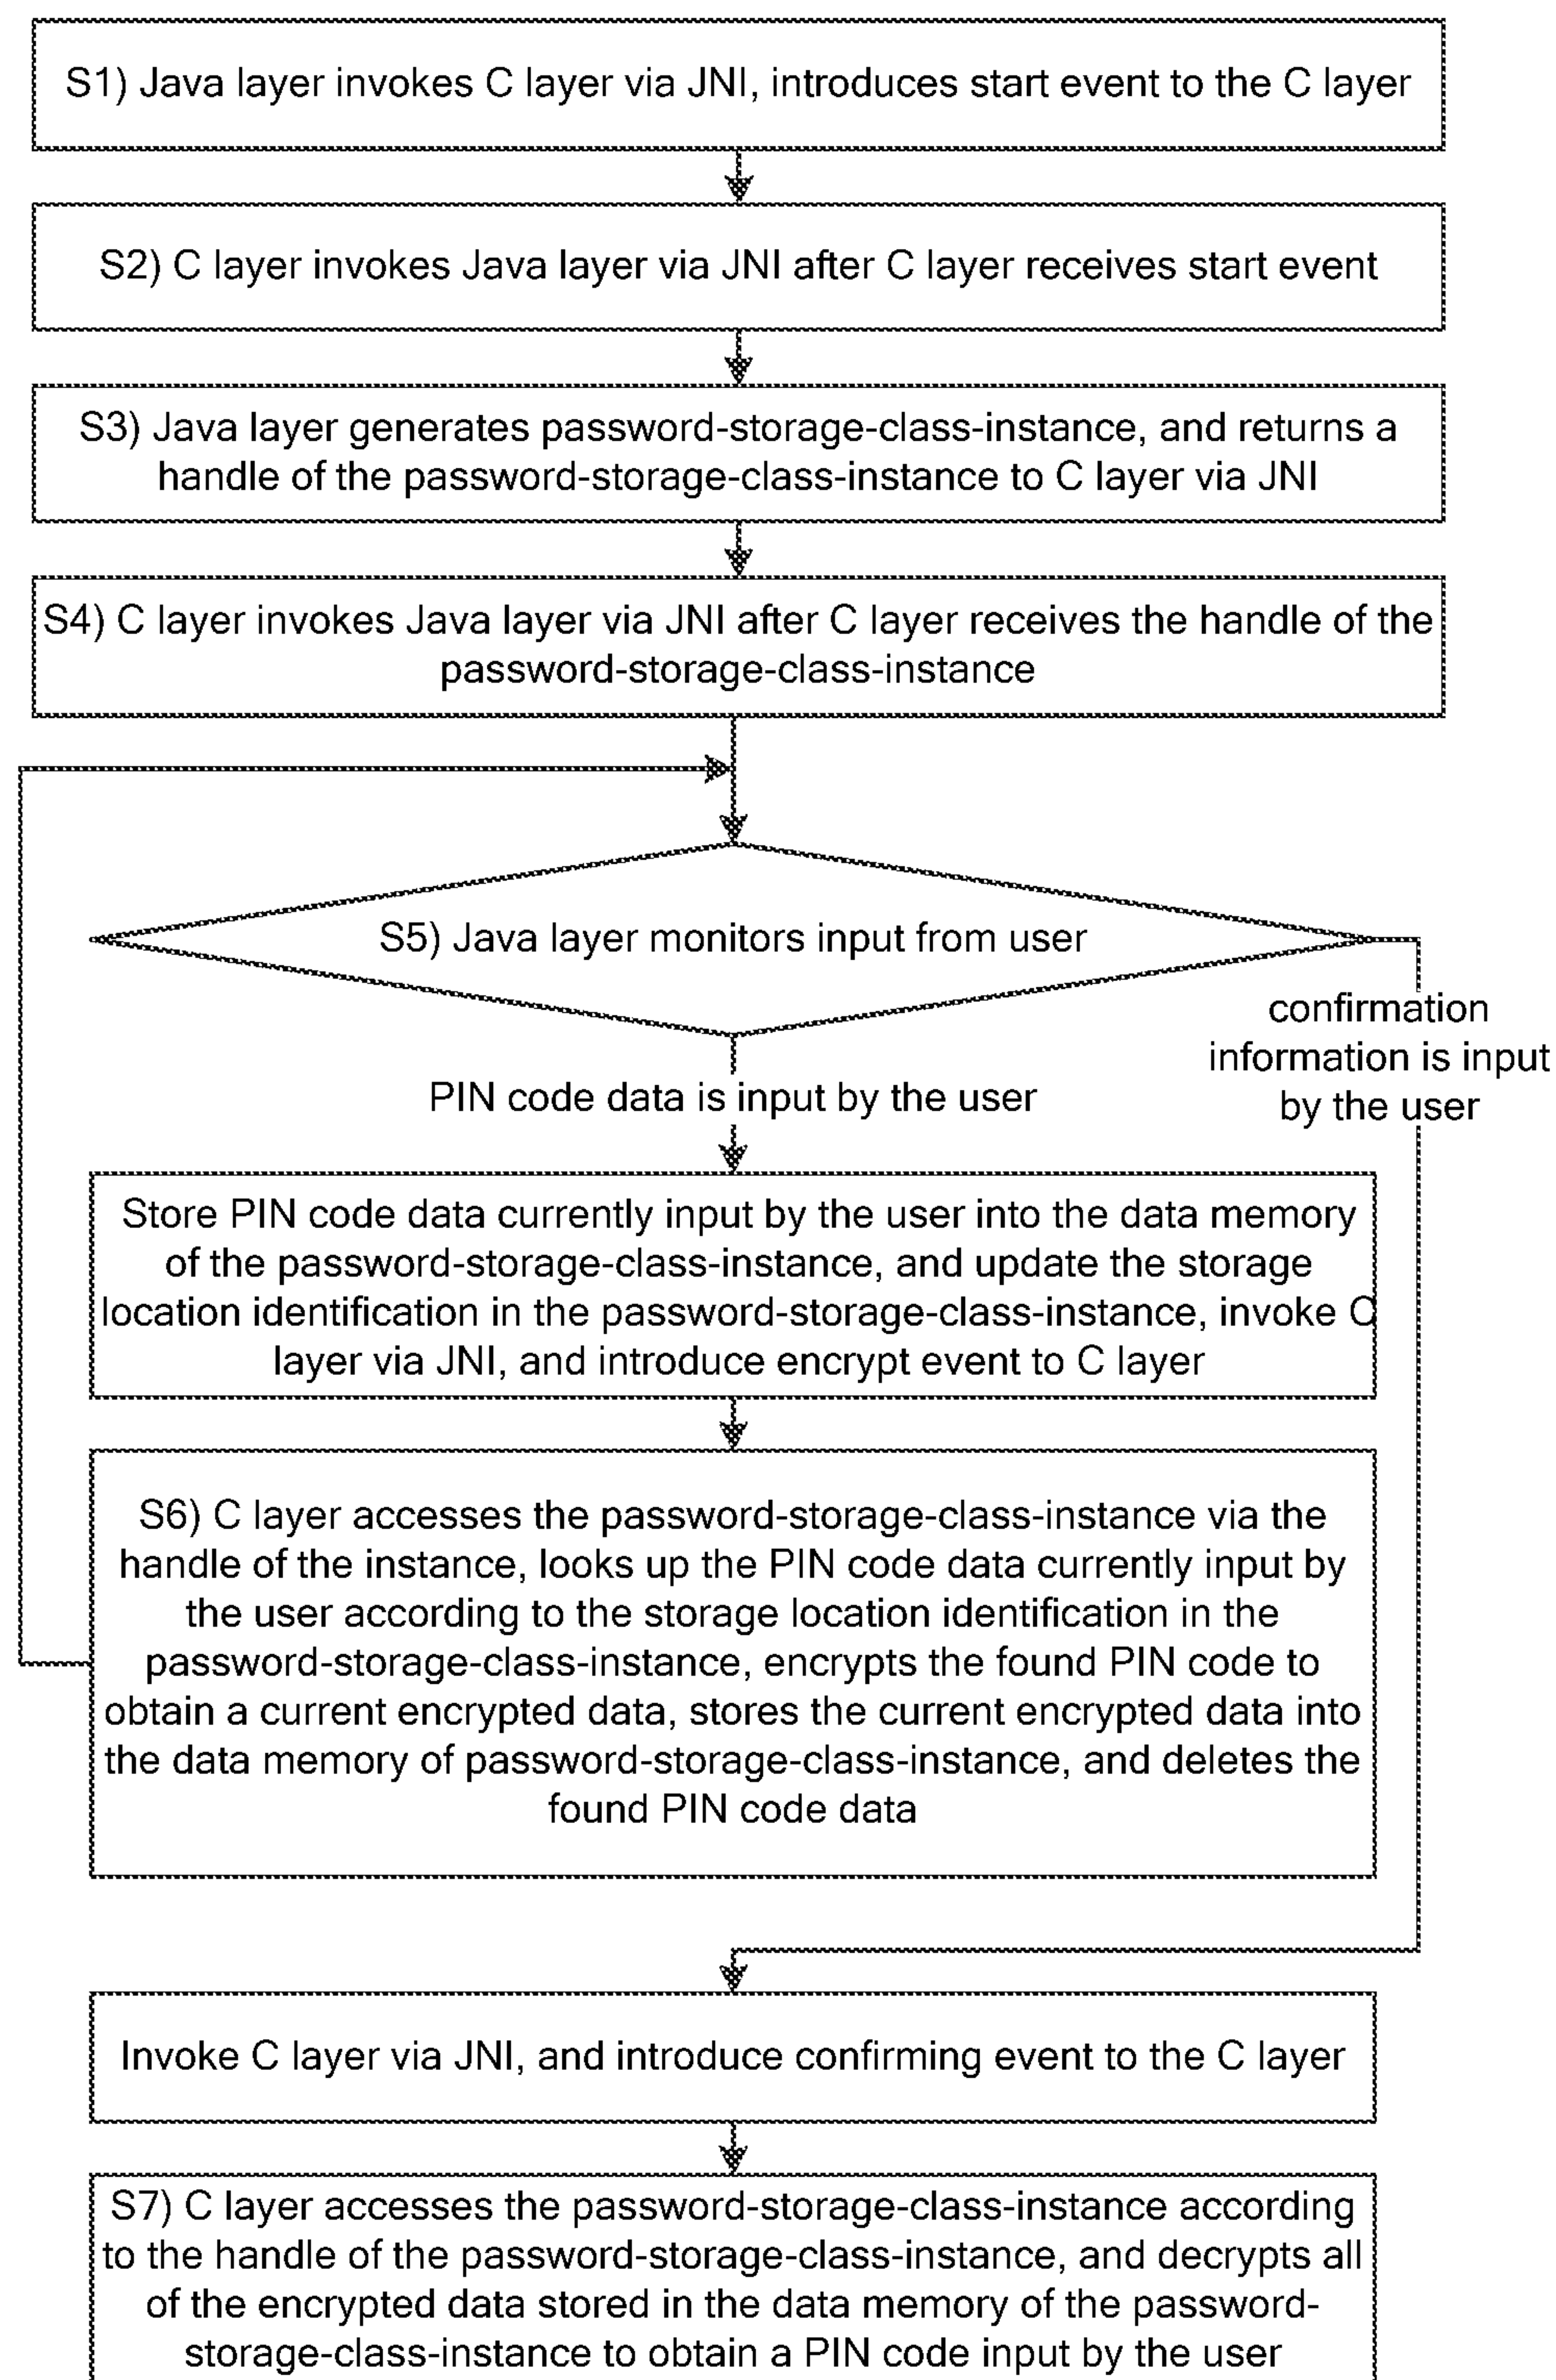 S1) Java layer invokes C layer via JNI, introduces start event to the C layer
S2) C layer invokes Java layer via JNI after C layer receives start event
S3) Java layer generates password-storage-class-instance, and returns a
handle of the password-storage-class-instance to C layer via JNI
S4) C layer invokes Java layer via JNI after C layer receives the handle of the
password-storage-class-instance
S5) Java layer monitors input from user
confirmation
information is input
by the user
PIN code data is input by the user
Store PIN code data currently input by the user into the data memory
of the password-storage-class-instance, and update the storage
location identification in the password-storage-class-instance, invoke C
layer via JNI, and introduce encrypt event to C layer
S6) C layer accesses the password-storage-class-instance via the
handle of the instance, looks up the PIN code data currently input by
the user according to the storage location identification in the
password-storage-class-instance, encrypts the found PIN code to
obtain a current encrypted data, stores the current encrypted data into
the data memory of password-storage-class-instance, and deletes the
found PIN code data
Invoke C layer via JNI, and introduce confirming event to the C layer
S7) C layer accesses the password-storage-class-instance according
to the handle of the password-storage-class-instance, and decrypts all
of the encrypted data stored in the data memory of the password-
storage-class-instance to obtain a PIN code input by the user